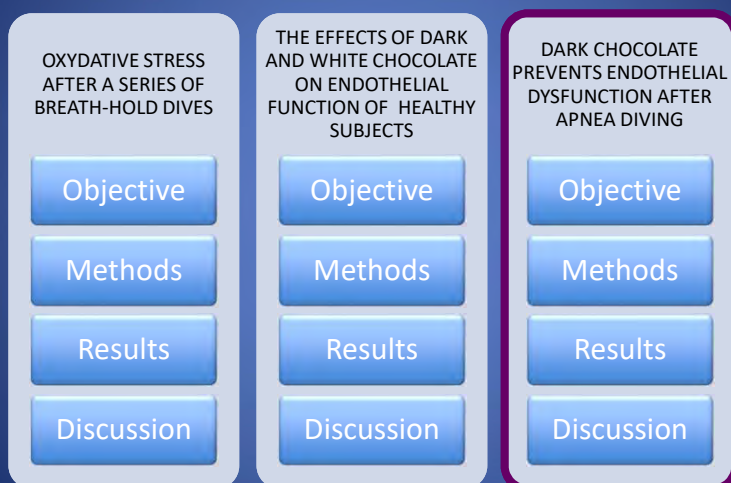 OXYDATIVE STRESS
AFTER A SERIES OF
BREATH-HOLD DIVES
Objective
Methods
Results
Discussion
THE EFFECTS OF DARK
AND WHITE CHOCOLATE
ON ENDOTHELIAL
FUNCTION OF HEALTHY
SUBJECTS
Objective
Methods
Results
Discussion
DARK CHOCOLATE
PREVENTS ENDOTHELIAL
DYSFUNCTION AFTER
APNEA DIVING
Objective
Methods
Results
Discussion